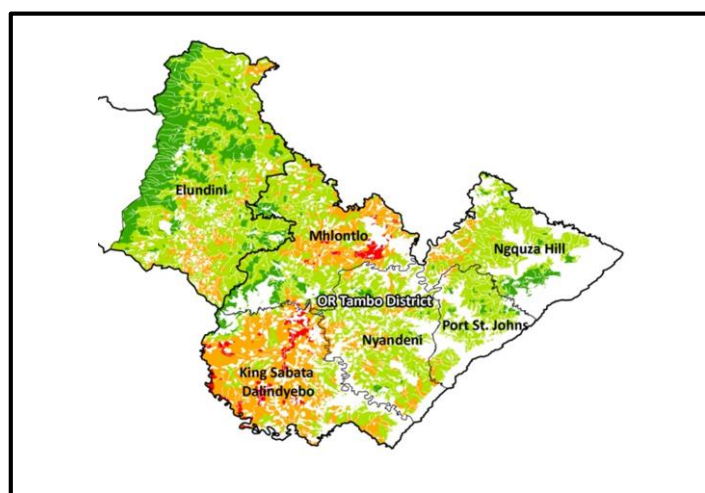 Elundini
Mhlontlo
Ngquza Hill
OR Tambo District
Port St. Johns
Nyandeni
King Sabata
Dalindyebo